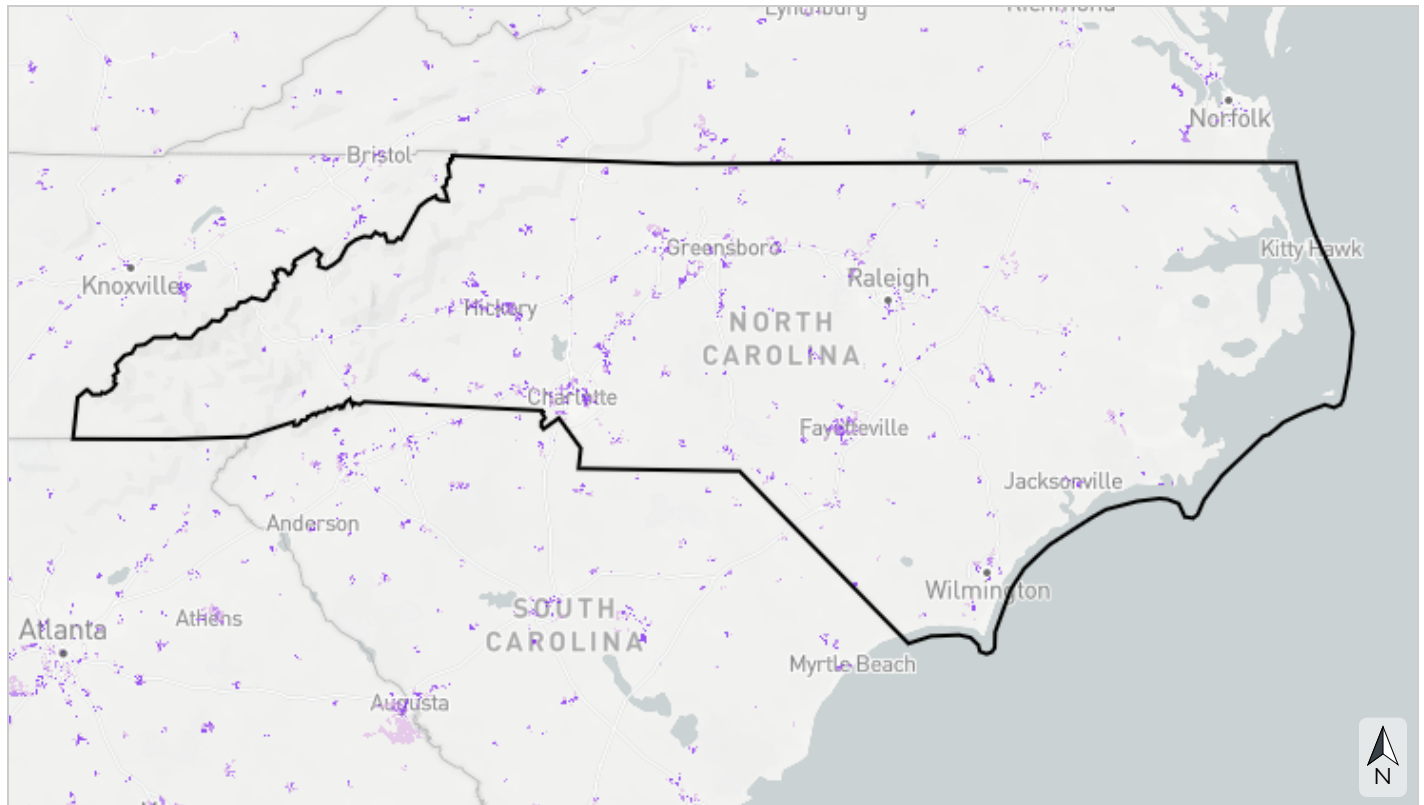 Lynchburg
Richmond
Norfolk
Bristol
Greensboro
Kitty Hawk
Knoxville
Raleigh
Hickory
NORTH
CAROLINA
Charlotte
Fayetteville
Jacksonville
Anderson
Wilmington
SOUTH
CAROLINA
Athens
Atlanta
Myrtle Beach
Augusta
N